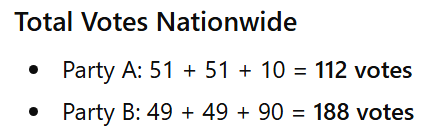 Total Votes Nationwide
• Party A: 51 + 51 + 10 = 112 votes
• Party B: 49 + 49 + 90 = 188 votes